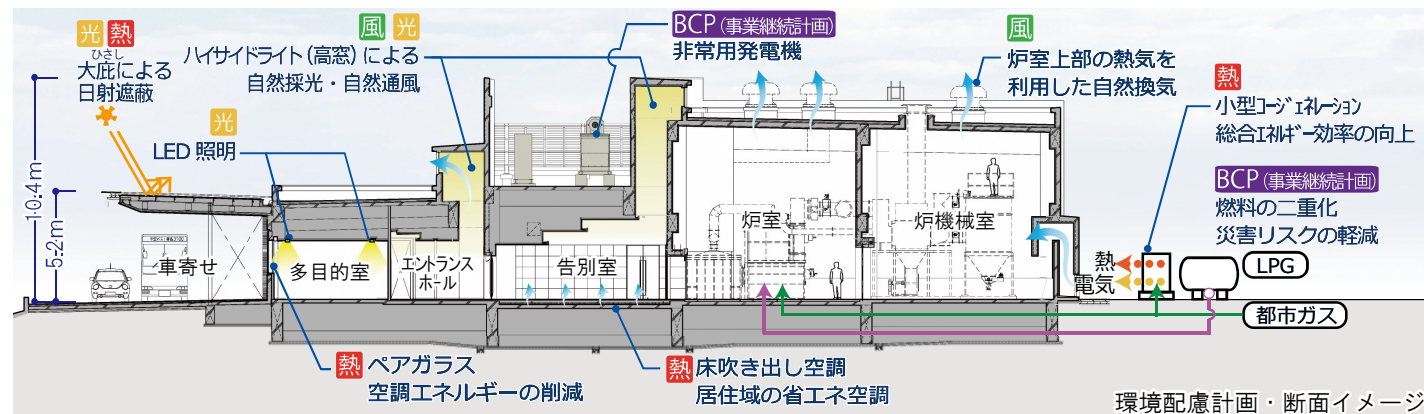 光 熱
ひさし
大庇による
日射遮蔽
風 光
ハイサイドライト（高窓）による
自然採光・自然通風
BCP（事業継続計画）
非常用発電機
風
炉室上部の熱気を
利用した自然換気
熱
小型コージェネレーション
総合エネルギー効率の向上
BCP（事業継続計画）
燃料の二重化
災害リスクの軽減
光
LED 照明
10.4m
5.2m
車寄せ
多目的室
エントランス
ホール
告別室
炉室
炉機械室
熱
電気
LPG
都市ガス
熱 ペアガラス
空調エネルギーの削減
熱 床吹き出し空調
居住域の省エネ空調
環境配慮計画・断面イメージ